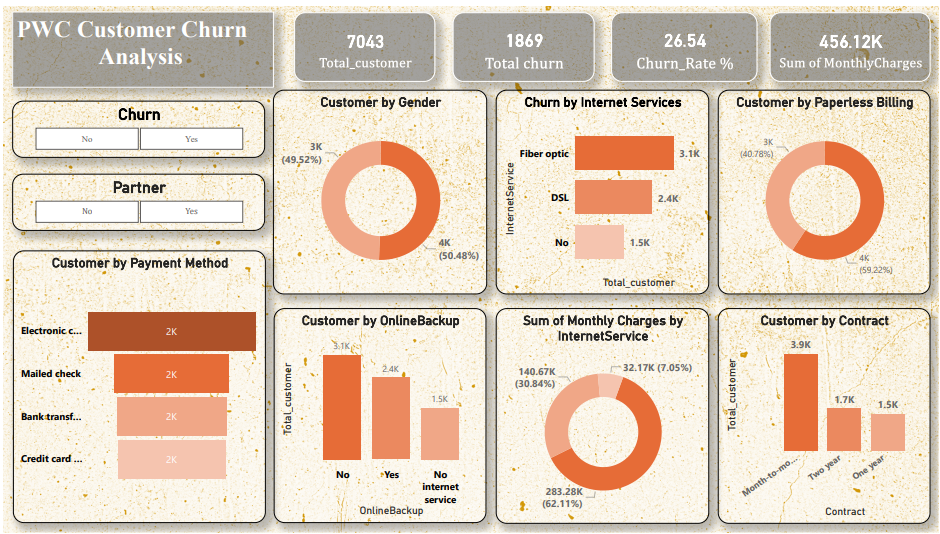 PWC Customer Churn
Analysis
7043
Total_customer
1869
Total churn
26.54
Churn_Rate %
456.12K
Sum of MonthlyCharges
Churn
No
Yes
Partner
No
Yes
Customer by Payment Method
Electronic c...
2K
Mailed check
2K
Bank transf...
2K
Credit card ...
2K
Customer by Gender
3K
(49.52%)
4K
(50.48%)
Churn by Internet Services
InternetService
Fiber optic
3.1K
DSL
2.4K
No
1.5K
Total_customer
Customer by Paperless Billing
3K
(40.78%)
4K
(59.22%)
Customer by OnlineBackup
Total_customer
3.1K
2.4K
1.5K
No
Yes
No
internet
service
OnlineBackup
Sum of Monthly Charges by
InternetService
140.67K
(30.84%)
32.17K (7.05%)
283.28K
(62.11%)
Customer by Contract
Total_customer
3.9K
1.7K
1.5K
Month-to-mo...
Two year
One year
Contract